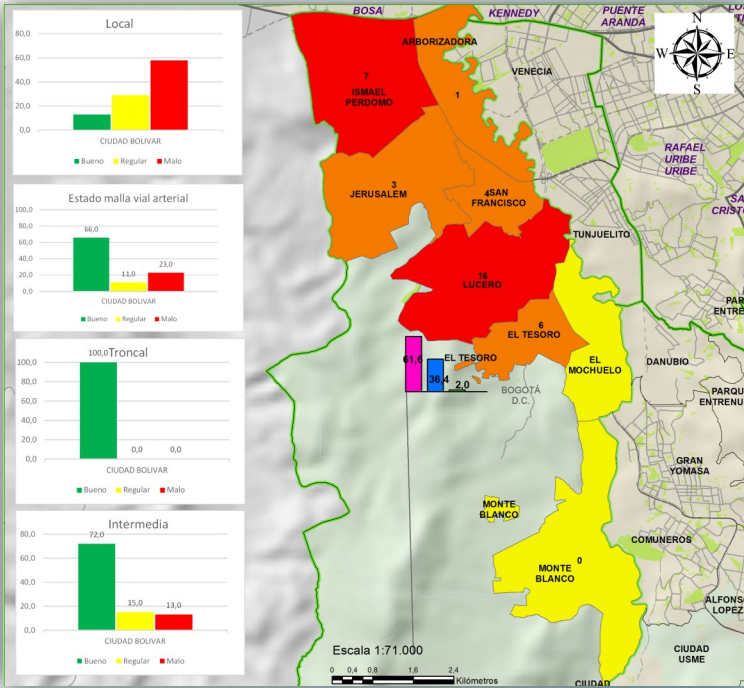 Local
80,0
60,0
40,0
20,0
0,0
CIUDAD BOLIVAR
Bueno Regular Malo
Estado malla vial arterial
100,0
80,0
60,0
40,0
20,0
0,0
66,0
11,0
23,0
CIUDAD BOLIVAR
Bueno Regular Malo
Troncal
100,0
80,0
60,0
40,0
20,0
0,0
100,0
0,0
0,0
CIUDAD BOLIVAR
Bueno Regular Malo
Intermedia
80,0
60,0
40,0
20,0
0,0
72,0
15,0
13,0
CIUDAD BOLIVAR
Bueno Regular Malo
BOSA
KENNEDY
PUENTE
ARANDA
N
W E
S
ARBORIZADORA
VENECIA
7
ISMAEL
PERDOMO
1
RAFAEL
URIBE
URIBE
3
JERUSALEM
4 SAN
FRANCISCO
TUNJUELITO
16
LUCERO
6
EL TESORO
61,6
36,4
2,0
EL TESORO
EL
MOCHUELO
DANUBIO
BOGOTÁ
D.C.
GRAN
YOMASA
MONTE
BLANCO
COMUNEROS
0
MONTE
BLANCO
CIUDAD
USME
Escala 1:71.000
0 0,4 0,8 1,6 2,4
Kilómetros
CIUDAD